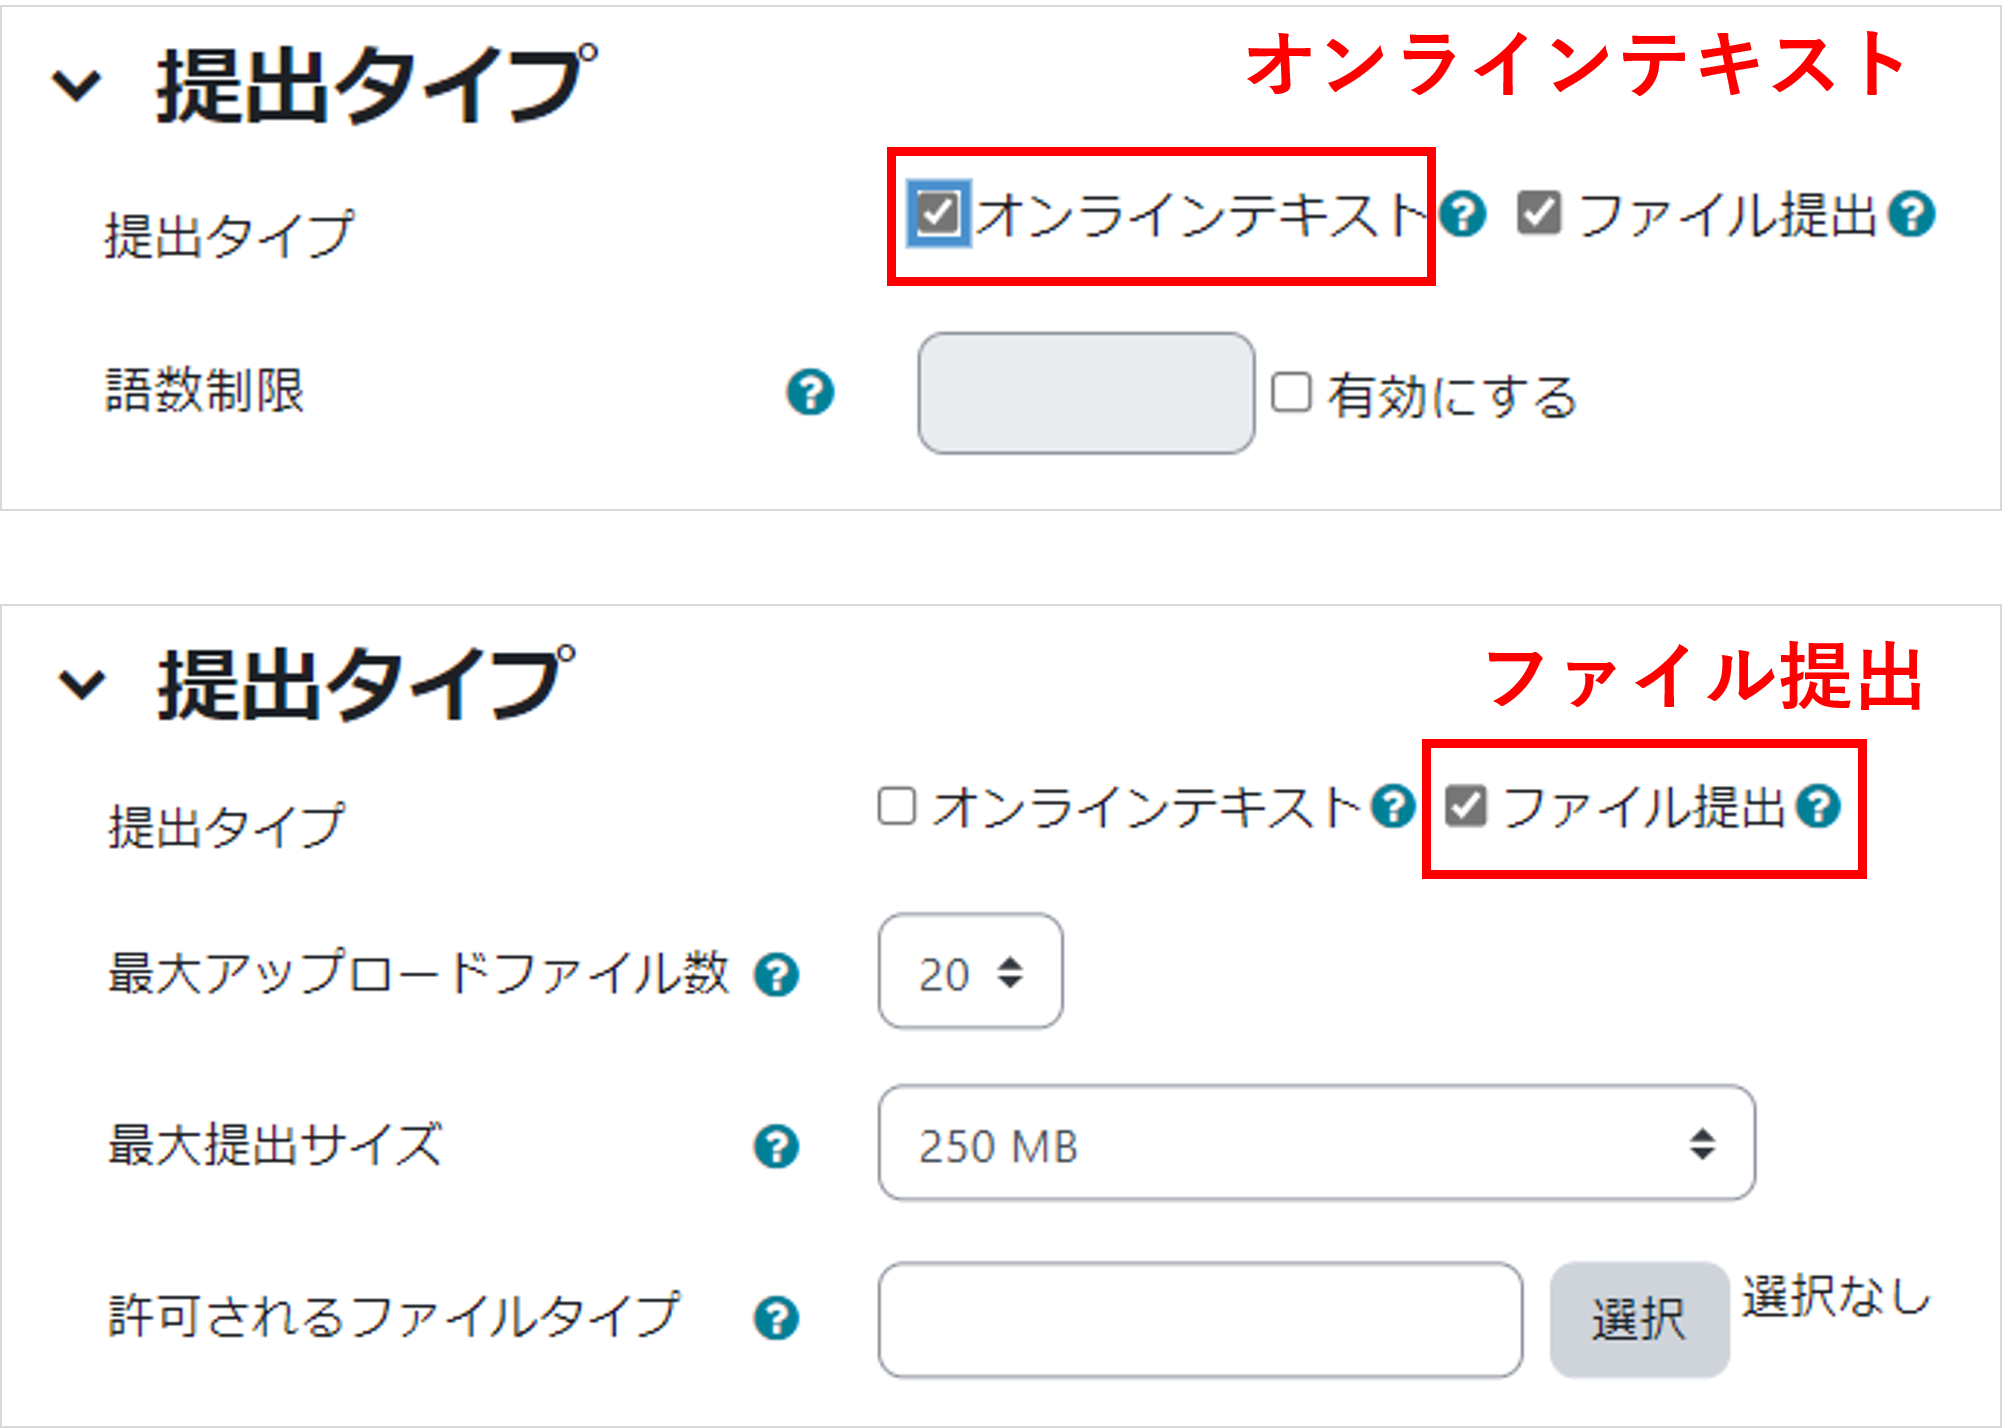 提出タイプ
オンラインテキスト
提出タイプ
オンラインテキスト
ファイル提出
語数制限
有効にする
提出タイプ
ファイル提出
提出タイプ
オンラインテキスト
ファイル提出
最大アップロードファイル数
20
最大提出サイズ
250 MB
許可されるファイルタイプ
選択
選択なし